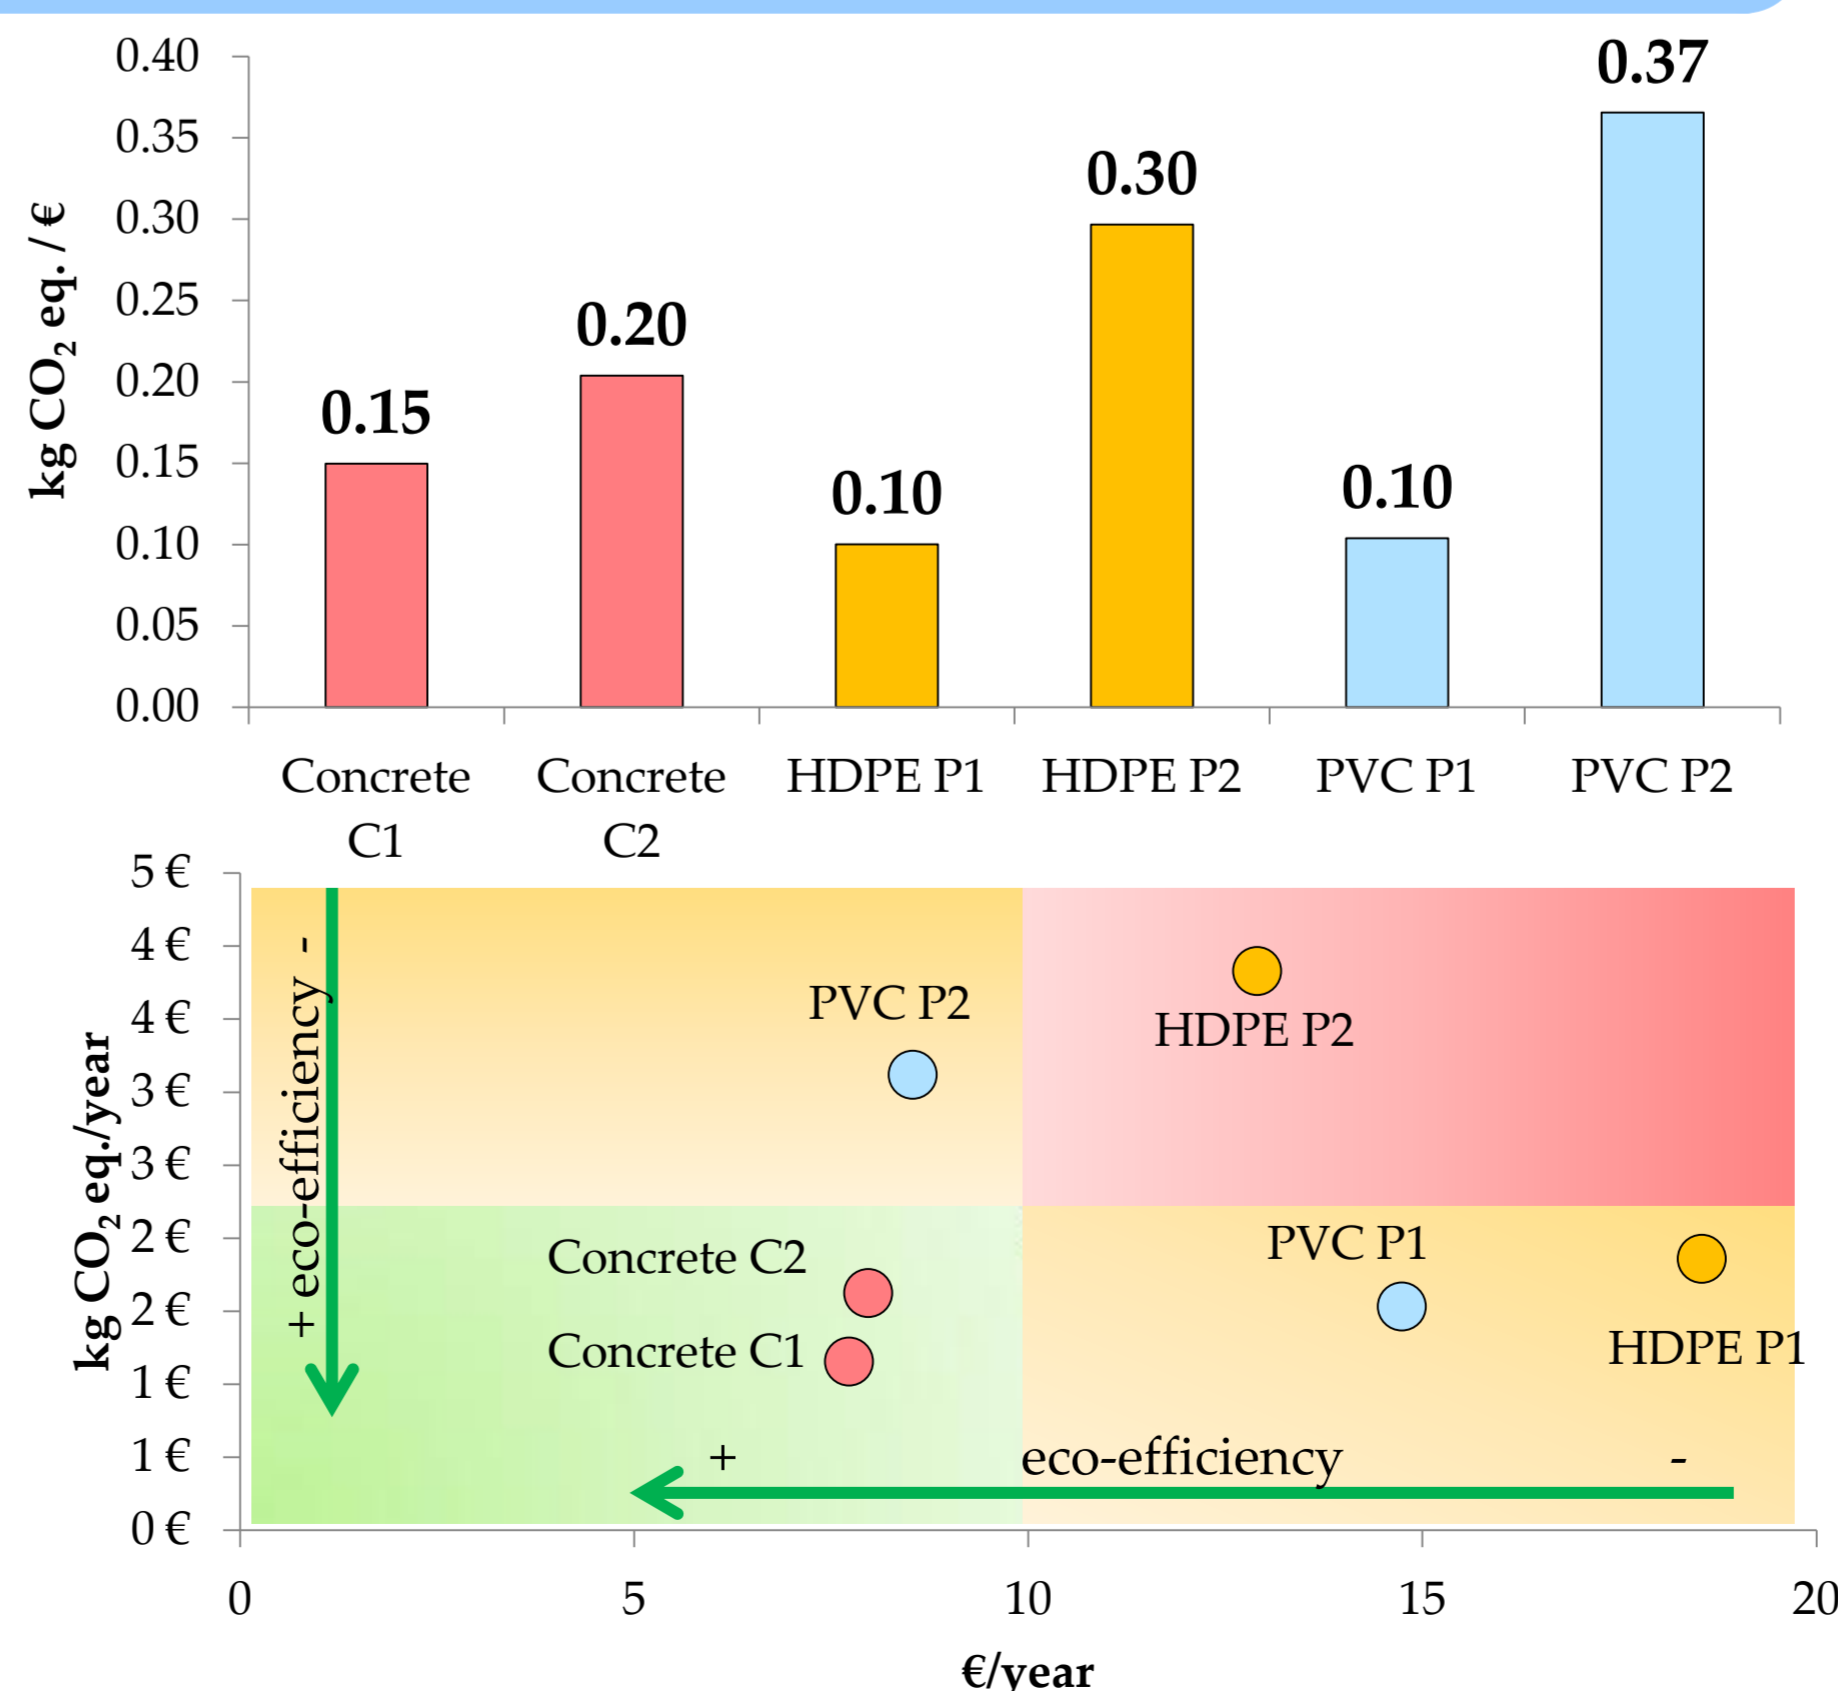 0.40
0.35
0.30
0.25
0.20
0.15
0.10
0.05
0.00
kg CO₂ eq. / €
0.15
0.20
0.10
0.30
0.10
0.37
Concrete C1
Concrete C2
HDPE P1
HDPE P2
PVC P1
PVC P2
5 €
4 €
4 €
3 €
3 €
2 €
2 €
1 €
1 €
0 €
kg CO₂ eq./year
+ eco-efficiency -
PVC P2
HDPE P2
Concrete C2
Concrete C1
PVC P1
HDPE P1
+ eco-efficiency -
0
5
10
15
20
€/year